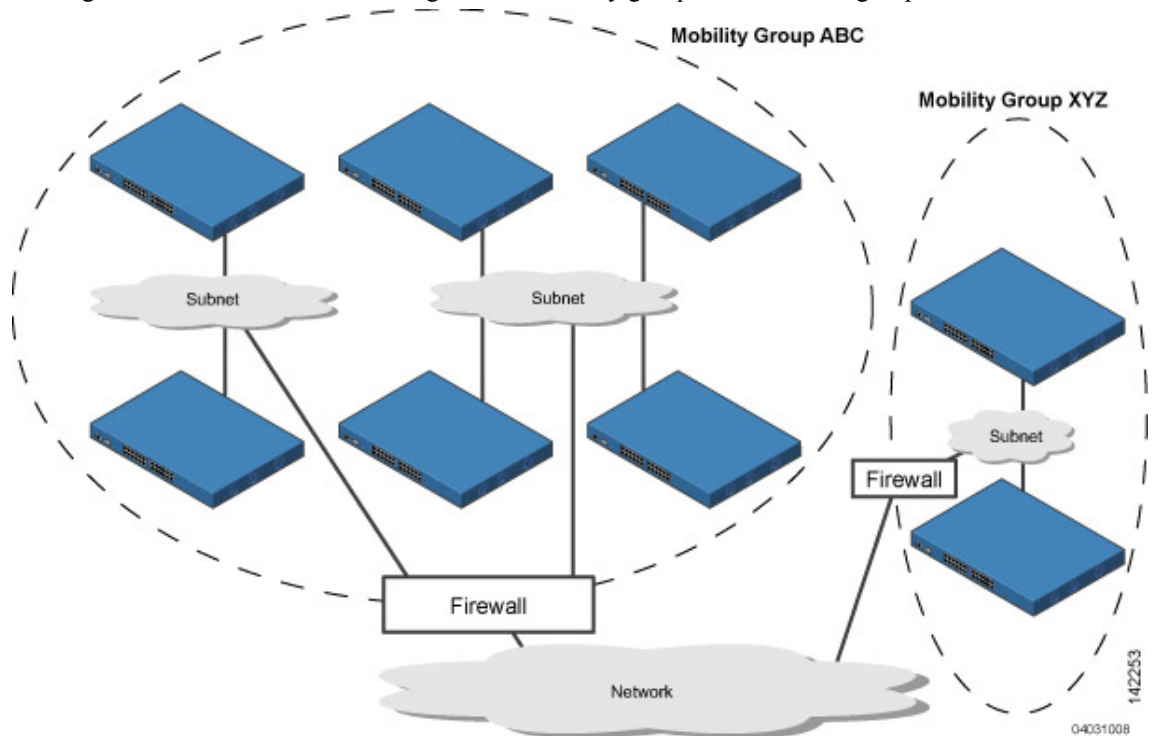 Mobility Group ABC
Mobility Group XYZ
Subnet
Subnet
Subnet
Firewall
Firewall
Network
142253
04031008